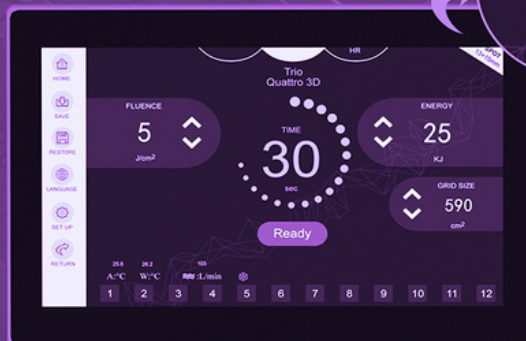 HR
SPOT
13*15mm
Trio
Quattro 3D
HOME
SAVE
RESTORE
LANGUAGE
SET UP
RETURN
FLUENCE
5
J/cm²
TIME
30
sec
ENERGY
25
KJ
GRID SIZE
590
cm²
Ready
25.6 26.2 103
A:°C W:°C :L/min
1 2 3 4 5 6 7 8 9 10 11 12